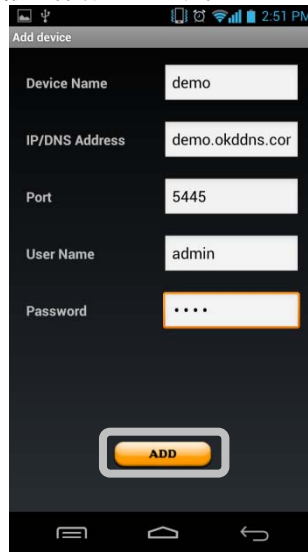 2:51 PM
Add device
Device Name demo
IP/DNS Address demo.okddns.cor
Port 5445
User Name admin
Password ••••
ADD